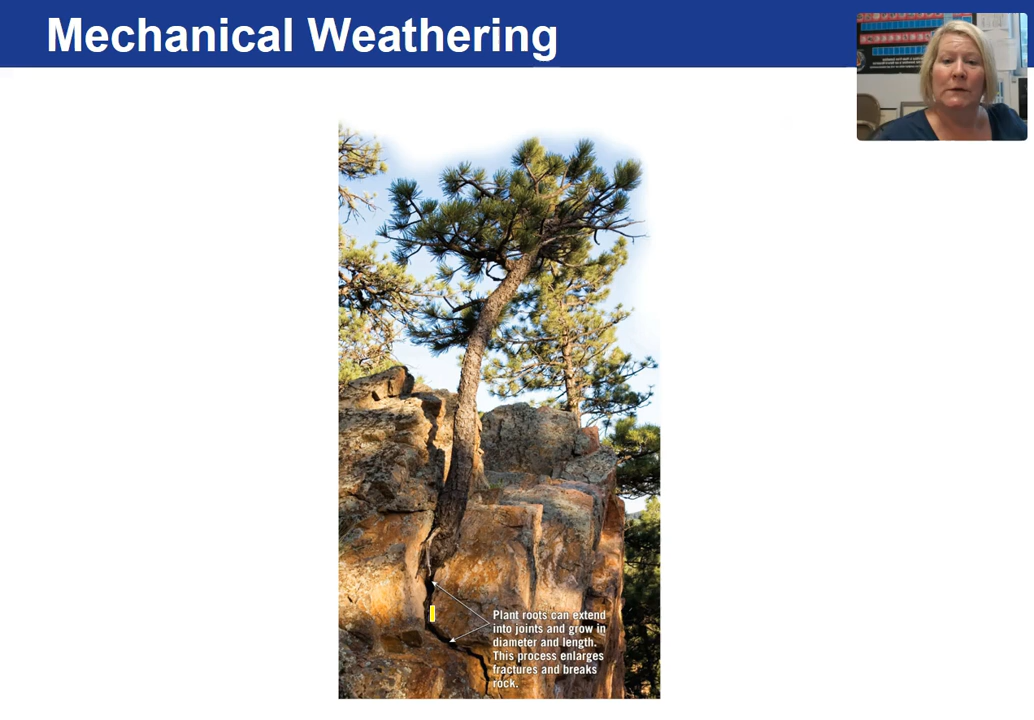 Mechanical Weathering
Plant roots can extend
into joints and grow in
diameter and length.
This process enlarges
fractures and breaks
rock.